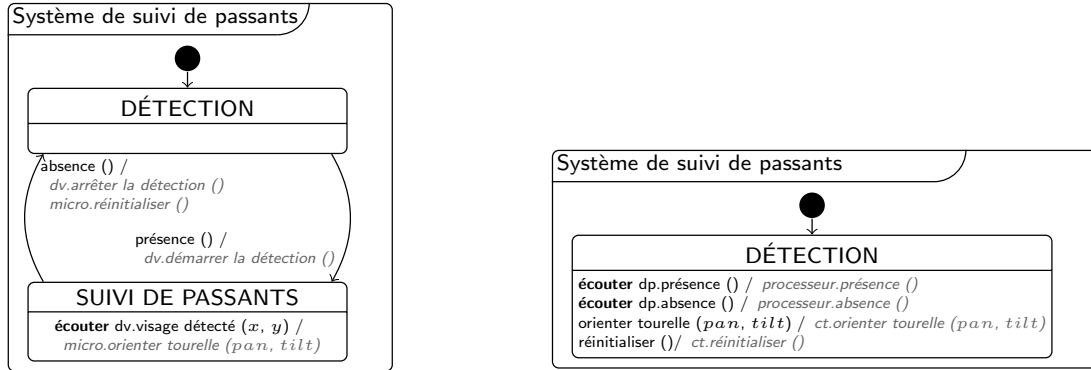 Système de suivi de passants
DÉTECTION
absence () /
dv.arrêter la détection ()
micro.réinitialiser ()
présence () /
dv.démarrer la détection ()
SUIVI DE PASSANTS
écouter dv.visage détecté (x, y) /
micro.orienter tourelle (pan, tilt)
Système de suivi de passants
DÉTECTION
écouter dp.présence () / processeur.présence ()
écouter dp.absence () / processeur.absence ()
orienter tourelle (pan, tilt) / ct.orienter tourelle (pan, tilt)
réinitialiser ()/ ct.réinitialiser ()